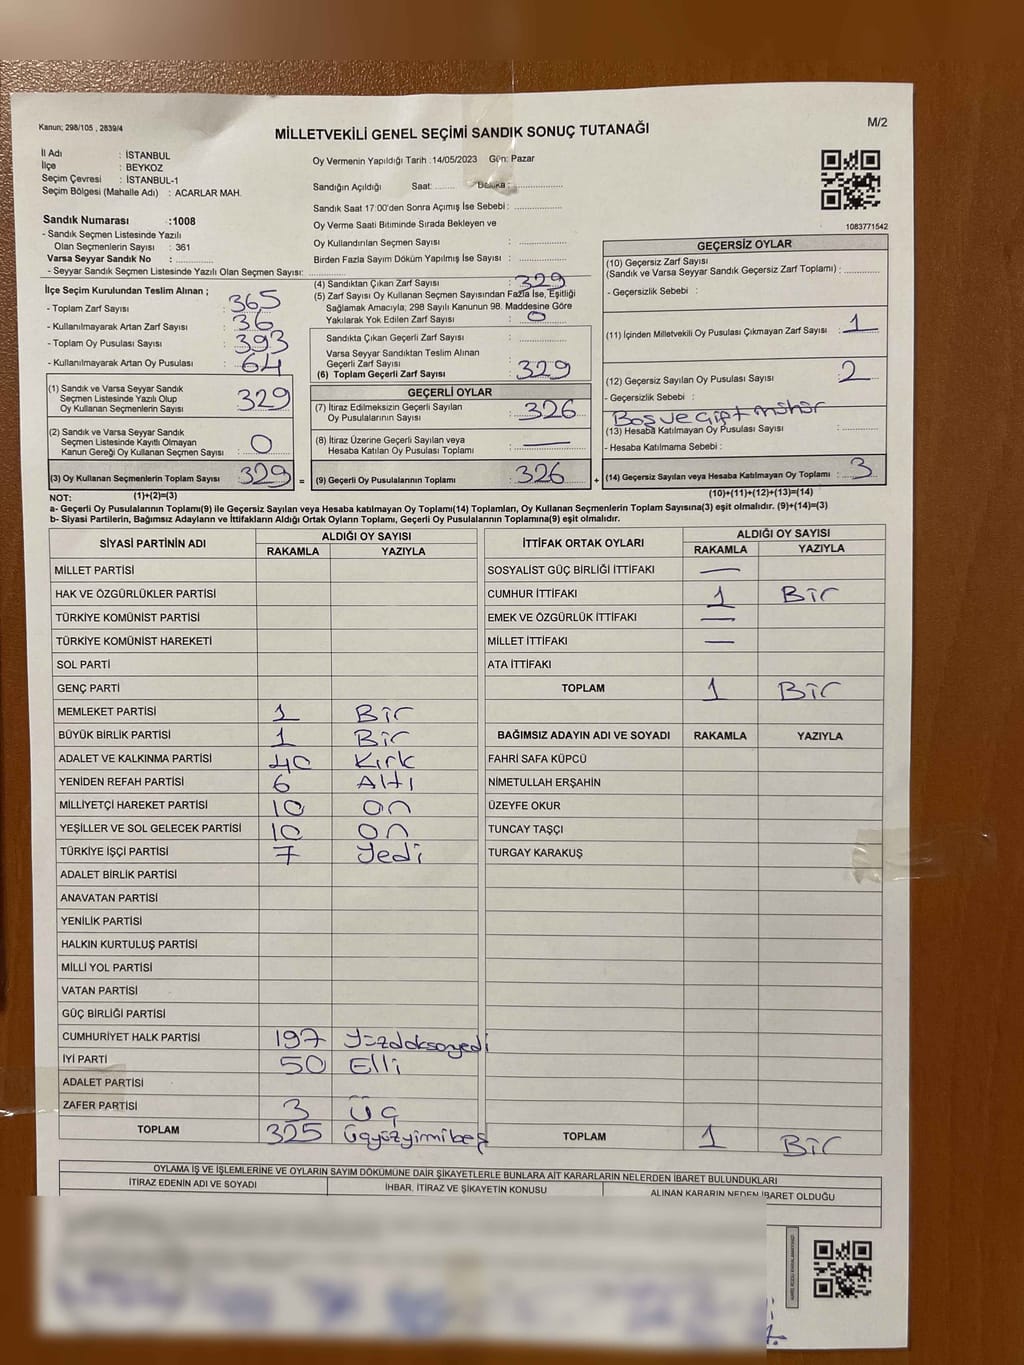 Kanun; 298/105 , 2839/4
MİLLETVEKİLİ GENEL SEÇİMİ SANDIK SONUÇ TUTANAĞI
M/2
İl Adı : İSTANBUL
İlçe : BEYKOZ
Seçim Çevresi : İSTANBUL-1
Seçim Bölgesi (Mahalle Adı) : ACARLAR MAH.
Sandık Numarası :1008
- Sandık Seçmen Listesinde Yazılı
Olan Seçmenlerin Sayısı : 361
Varsa Seyyar Sandık No : ..............
- Seyyar Sandık Seçmen Listesinde Yazılı Olan Seçmen Sayısı: ..............
Oy Vermenin Yapıldığı Tarih :14/05/2023 Gün: Pazar
Sandığın Açıldığı Saat: ....... Dakika : ..............
Sandık Saat 17:00'den Sonra Açımış İse Sebebi : ..............
Oy Verme Saati Bitiminde Sırada Bekleyen ve
Oy Kullandırılan Seçmen Sayısı : ..............
Birden Fazla Sayım Döküm Yapılmış İse Sayısı : ..............
1083771542
İlçe Seçim Kurulundan Teslim Alınan ;
- Toplam Zarf Sayısı : 365
- Kullanılmayarak Artan Zarf Sayısı : 36
- Toplam Oy Pusulası Sayısı : 393
- Kullanılmayarak Artan Oy Pusulası : 64
(1) Sandık ve Varsa Seyyar Sandık
Seçmen Listesinde Yazılı Olup
Oy Kullanan Seçmenlerin Sayısı : 329
(2) Sandık ve Varsa Seyyar Sandık
Seçmen Listesinde Kayıtlı Olmayan
Kanun Gereği Oy Kullanan Seçmen Sayısı : 0
(3) Oy Kullanan Seçmenlerin Toplam Sayısı : 329 =
(4) Sandıktan Çıkan Zarf Sayısı : 329
(5) Zarf Sayısı Oy Kullanan Seçmen Sayısından Fazla İse, Eşitliği
Sağlamak Amacıyla; 298 Sayılı Kanunun 98. Maddesine Göre
Yakılarak Yok Edilen Zarf Sayısı : 0
Sandıkta Çıkan Geçerli Zarf Sayısı : ..............
Varsa Seyyar Sandıktan Teslim Alınan
Geçerli Zarf Sayısı : ..............
(6) Toplam Geçerli Zarf Sayısı : 329
GEÇERLİ OYLAR
(7) İtiraz Edilmeksizin Geçerli Sayılan
Oy Pusulalarının Sayısı : 326
(8) İtiraz Üzerine Geçerli Sayılan veya
Hesaba Katılan Oy Pusulası Toplamı : —
(9) Geçerli Oy Pusulalarının Toplamı : 326 +
GEÇERSİZ OYLAR
(10) Geçersiz Zarf Sayısı
(Sandık ve Varsa Seyyar Sandık Geçersiz Zarf Toplamı) : ..............
- Geçersizlik Sebebi :
(11) İçinden Milletvekili Oy Pusulası Çıkmayan Zarf Sayısı : 1
(12) Geçersiz Sayılan Oy Pusulası Sayısı : 2
- Geçersizlik Sebebi :
Boş ve Çift mühür
(13) Hesaba Katılmayan Oy Pusulası Sayısı : ..............
- Hesaba Katılmama Sebebi :
(14) Geçersiz Sayılan veya Hesaba Katılmayan Oy Toplamı : 3
NOT: (1)+(2)=(3)
(10)+(11)+(12)+(13)=(14)
a- Geçerli Oy Pusulalarının Toplamı(9) ile Geçersiz Sayılan veya Hesaba Katılmayan Oy Toplamı(14) Toplamları, Oy Kullanan Seçmenlerin Toplam Sayısına(3) eşit olmalıdır. (9)+(14)=(3)
b- Siyasi Partilerin, Bağımsız Adayların ve İttifakların Aldığı Ortak Oyların Toplamı, Geçerli Oy Pusulalarının Toplamına(9) eşit olmalıdır.
SİYASİ PARTİNİN ADI ALDIĞI OY SAYISI
RAKAMLA YAZIYLA
MİLLET PARTİSİ
HAK VE ÖZGÜRLÜKLER PARTİSİ
TÜRKİYE KOMÜNİST PARTİSİ
TÜRKİYE KOMÜNİST HAREKETİ
SOL PARTİ
GENÇ PARTİ
MEMLEKET PARTİSİ 1 Bir
BÜYÜK BİRLİK PARTİSİ 1 Bir
ADALET VE KALKINMA PARTİSİ 40 Kırk
YENİDEN REFAH PARTİSİ 6 Altı
MİLLİYETÇİ HAREKET PARTİSİ 10 on
YEŞİLLER VE SOL GELECEK PARTİSİ 10 on
TÜRKİYE İŞÇİ PARTİSİ 7 Yedi
ADALET BİRLİK PARTİSİ
ANAVATAN PARTİSİ
YENİLİK PARTİSİ
HALKIN KURTULUŞ PARTİSİ
MİLLİ YOL PARTİSİ
VATAN PARTİSİ
GÜÇ BİRLİĞİ PARTİSİ
CUMHURİYET HALK PARTİSİ 197 Yüzdoksanyedi
İYİ PARTİ 50 Elli
ADALET PARTİSİ
ZAFER PARTİSİ 3 Üç
TOPLAM 325 Üçyüzyirmibeş
İTTİFAK ORTAK OYLARI ALDIĞI OY SAYISI
RAKAMLA YAZIYLA
SOSYALİST GÜÇ BİRLİĞİ İTTİFAKI —
CUMHUR İTTİFAKI 1 Bir
EMEK VE ÖZGÜRLÜK İTTİFAKI —
MİLLET İTTİFAKI —
ATA İTTİFAKI
TOPLAM 1 Bir
BAĞIMSIZ ADAYIN ADI VE SOYADI RAKAMLA YAZIYLA
FAHRİ SAFA KÜPCÜ
NİMETULLAH ERŞAHİN
ÜZEYFE OKUR
TUNCAY TAŞÇI
TURGAY KARAKUŞ
TOPLAM 1 Bir
OYLAMA İŞ VE İŞLEMLERİNE VE OYLARIN SAYIM DÖKÜMÜNE DAİR ŞİKAYETLERLE BUNLARA AİT KARARLARIN NELERDEN İBARET BULUNDUKLARI
İTİRAZ EDENİN ADI VE SOYADI İHBAR, İTİRAZ VE ŞİKAYETİN KONUSU ALINAN KARARIN NEDEN İBARET OLDUĞU